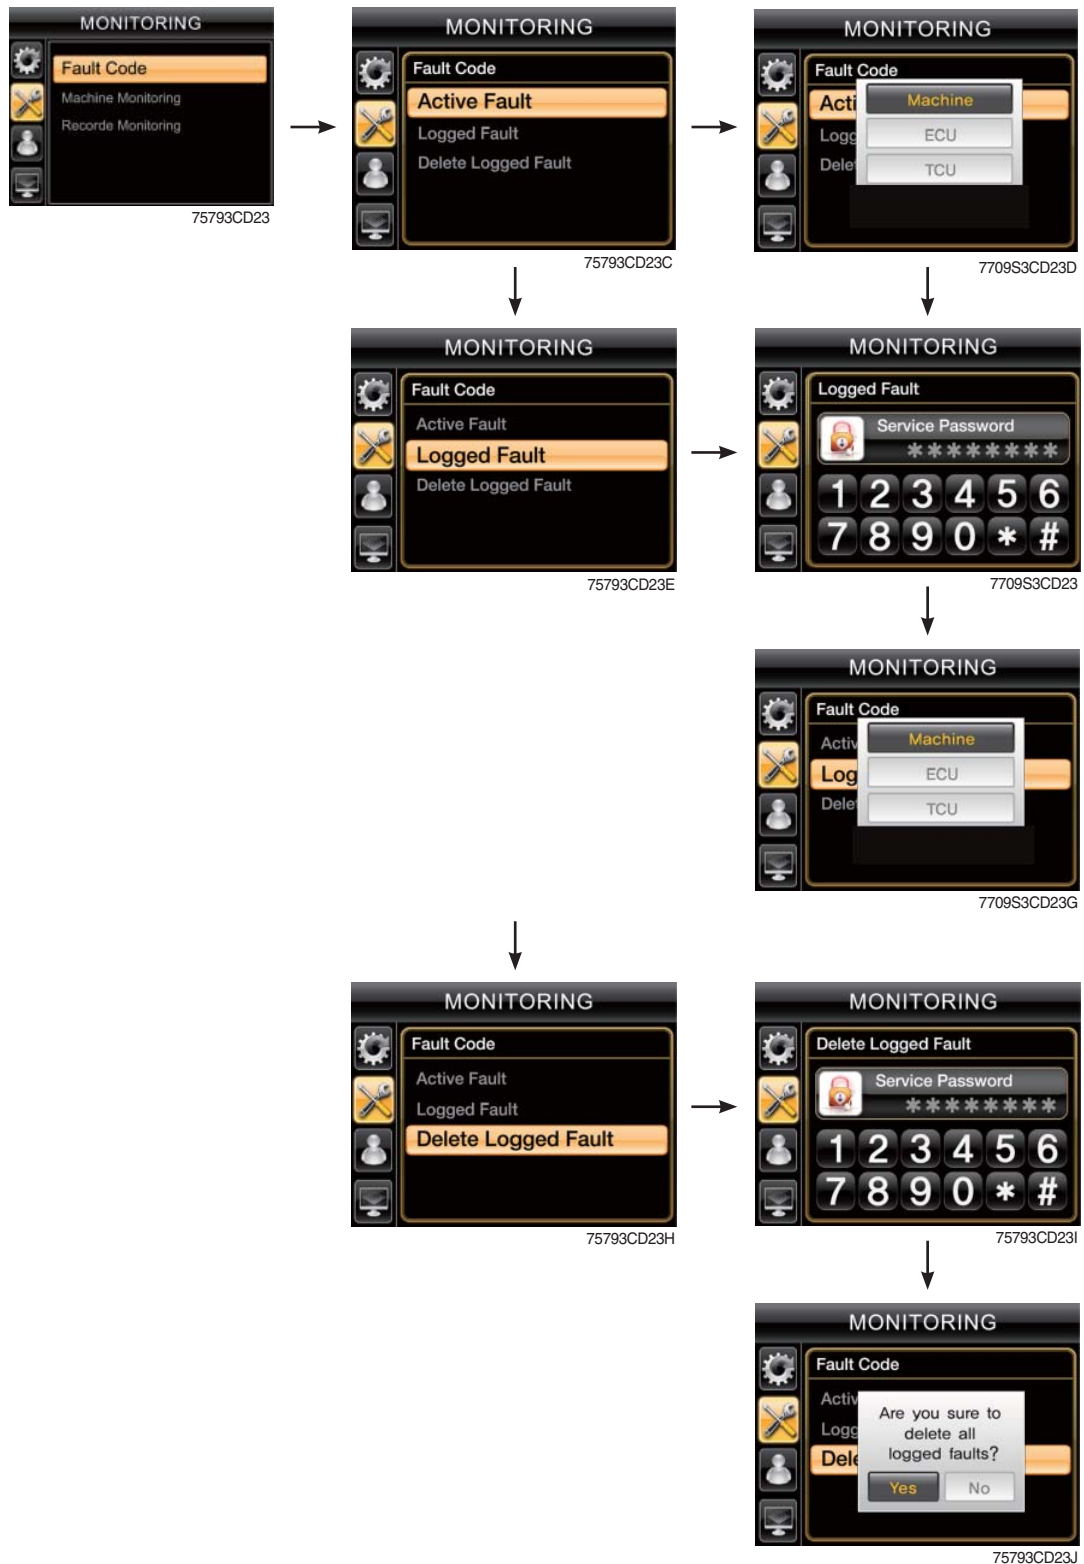 MONITORING
Fault Code
Machine Monitoring
Recorde Monitoring
75793CD23
MONITORING
Fault Code
Active Fault
Logged Fault
Delete Logged Fault
75793CD23C
MONITORING
Fault Code
Acti
Logg
Dele
Machine
ECU
TCU
7709S3CD23D
MONITORING
Fault Code
Active Fault
Logged Fault
Delete Logged Fault
75793CD23E
MONITORING
Logged Fault
Service Password
********
1 2 3 4 5 6
7 8 9 0 * #
7709S3CD23
MONITORING
Fault Code
Activ
Log
Dele
Machine
ECU
TCU
7709S3CD23G
MONITORING
Fault Code
Active Fault
Logged Fault
Delete Logged Fault
75793CD23H
MONITORING
Delete Logged Fault
Service Password
********
1 2 3 4 5 6
7 8 9 0 * #
75793CD23I
MONITORING
Fault Code
Activ
Logg
Dele
Are you sure to
delete all
logged faults?
Yes No
75793CD23J